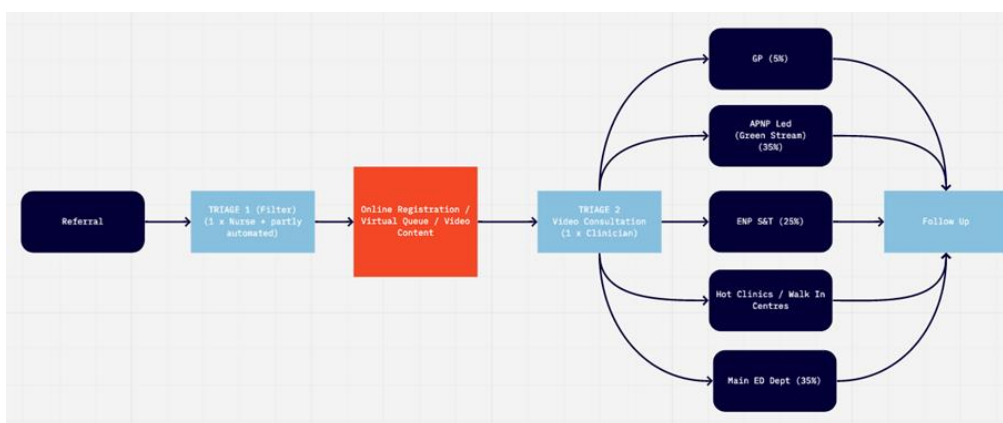 Referral
TRIAGE 1 (Filter)
(1 x Nurse + partly
automated)
Online Registration /
Virtual Queue / Video
Content
TRIAGE 2
Video Consultation
(1 x Clinician)
GP (5%)
APNP Led
(Green Stream)
(35%)
ENP S&T (25%)
Hot Clinics / Walk In
Centres
Main ED Dept (35%)
Follow Up